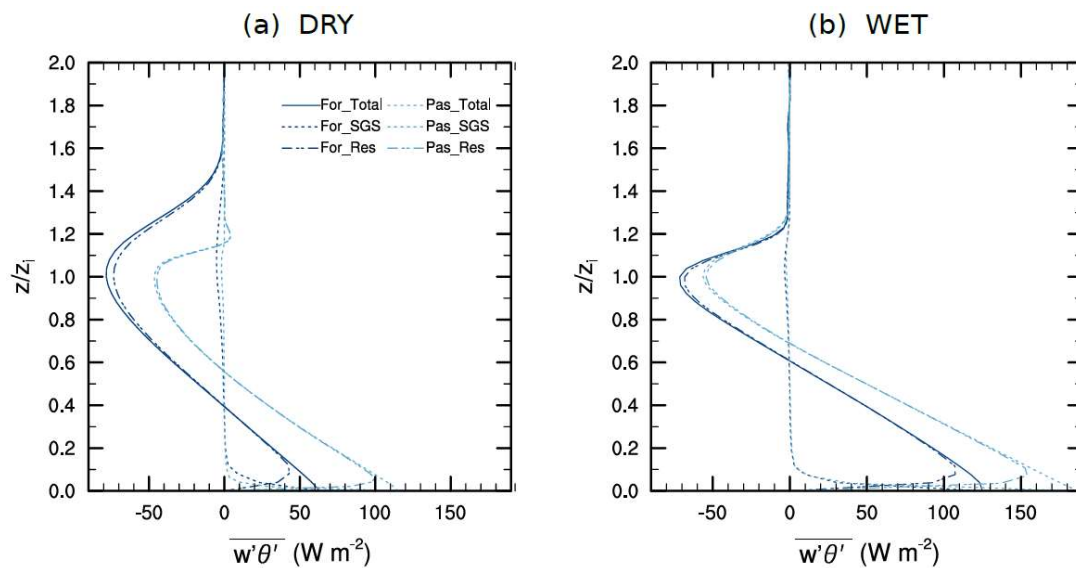 (a) DRY
(b) WET
2.0
1.8
1.6
1.4
1.2
1.0
0.8
0.6
0.4
0.2
0.0
z/zᵢ
For_Total
For_SGS
For_Res
Pas_Total
Pas_SGS
Pas_Res
-50 0 50 100 150
w'θ' (W m⁻²)
2.0
1.8
1.6
1.4
1.2
1.0
0.8
0.6
0.4
0.2
0.0
z/zᵢ
-50 0 50 100 150
w'θ' (W m⁻²)